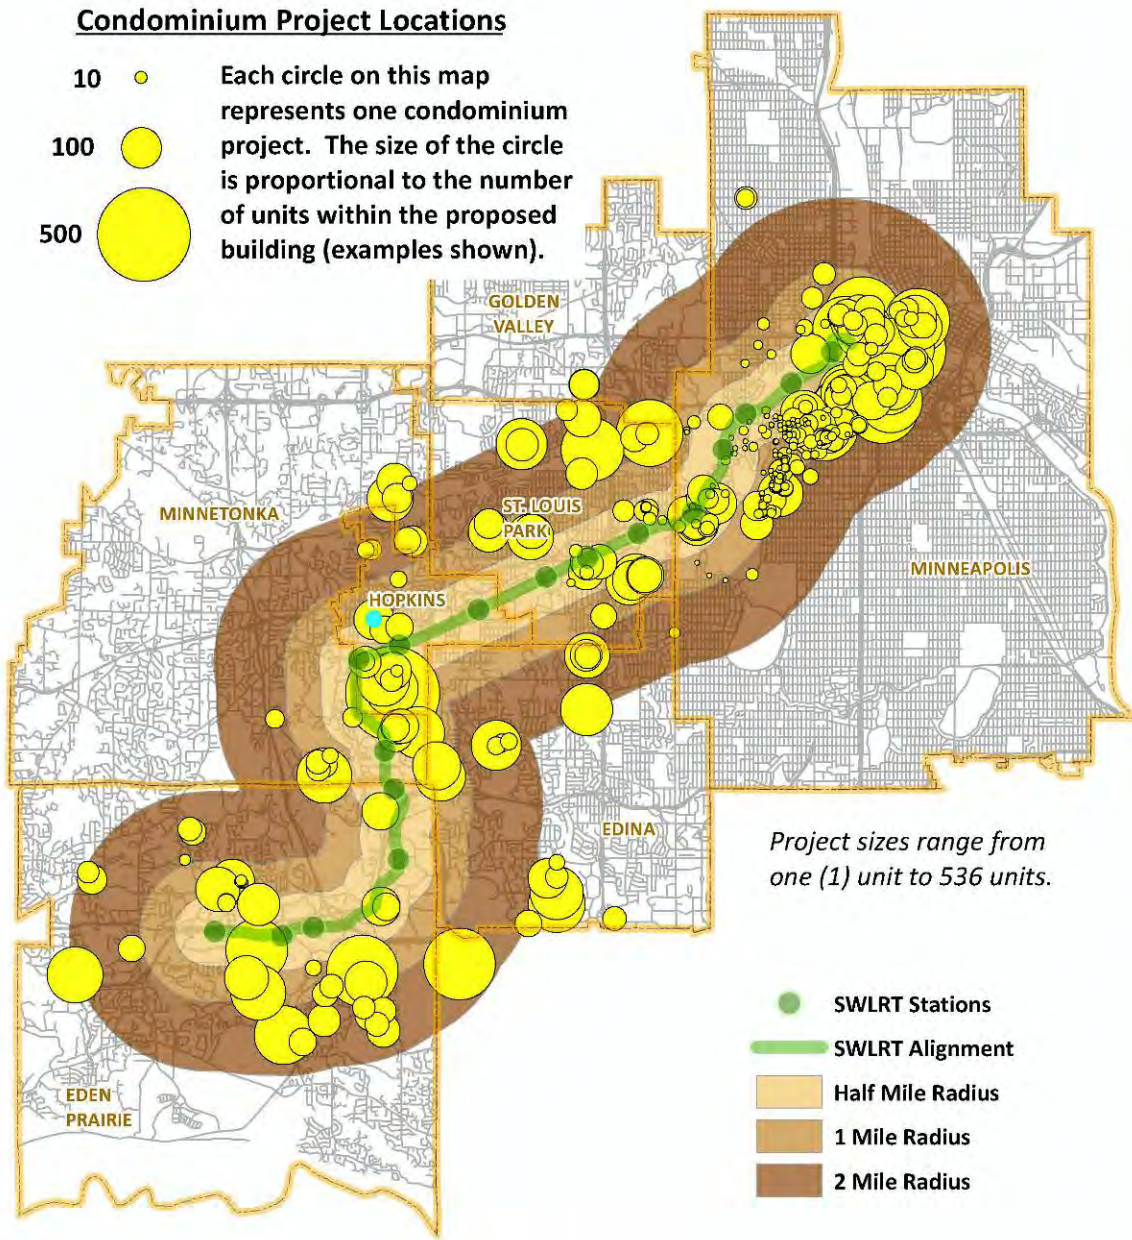 Condominium Project Locations
10
100
500
Each circle on this map
represents one condominium
project. The size of the circle
is proportional to the number
of units within the proposed
building (examples shown).
GOLDEN
VALLEY
MINNETONKA
ST. LOUIS
PARK
HOPKINS
MINNEAPOLIS
EDINA
EDEN
PRAIRIE
Project sizes range from
one (1) unit to 536 units.
SWLRT Stations
SWLRT Alignment
Half Mile Radius
1 Mile Radius
2 Mile Radius